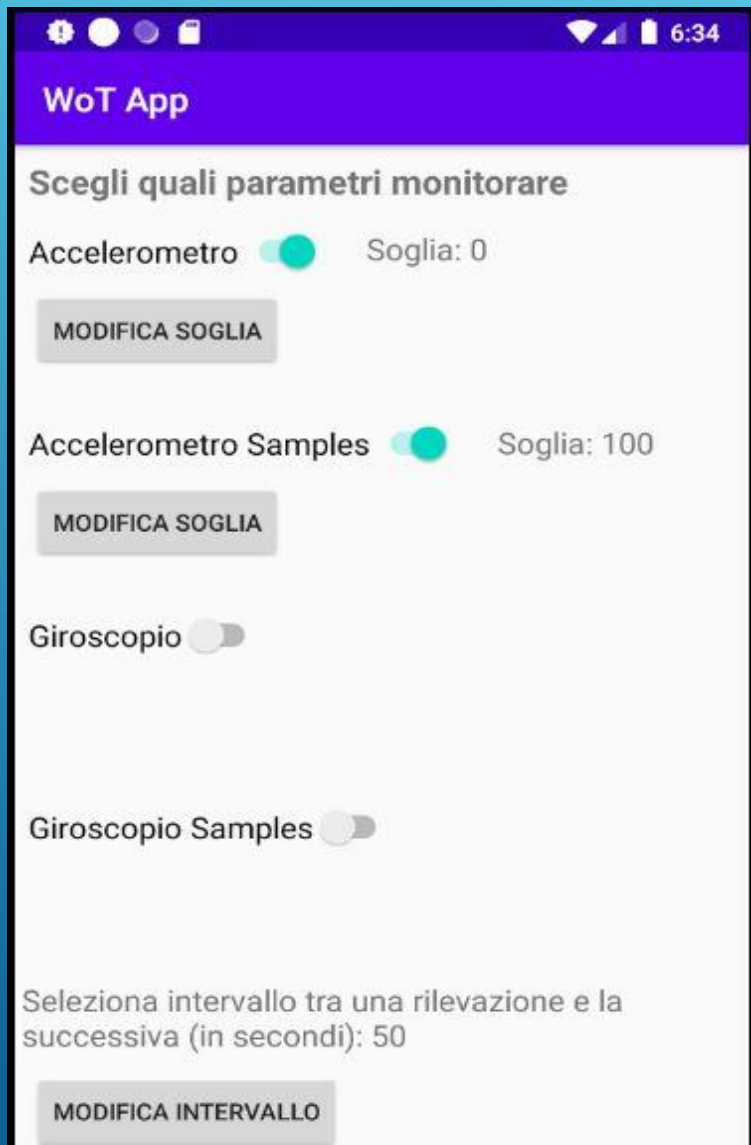 6:34
WoT App
Scegli quali parametri monitorare
Accelerometro Soglia: 0
MODIFICA SOGLIA
Accelerometro Samples Soglia: 100
MODIFICA SOGLIA
Giroscopio
Giroscopio Samples
Seleziona intervallo tra una rilevazione e la
successiva (in secondi): 50
MODIFICA INTERVALLO